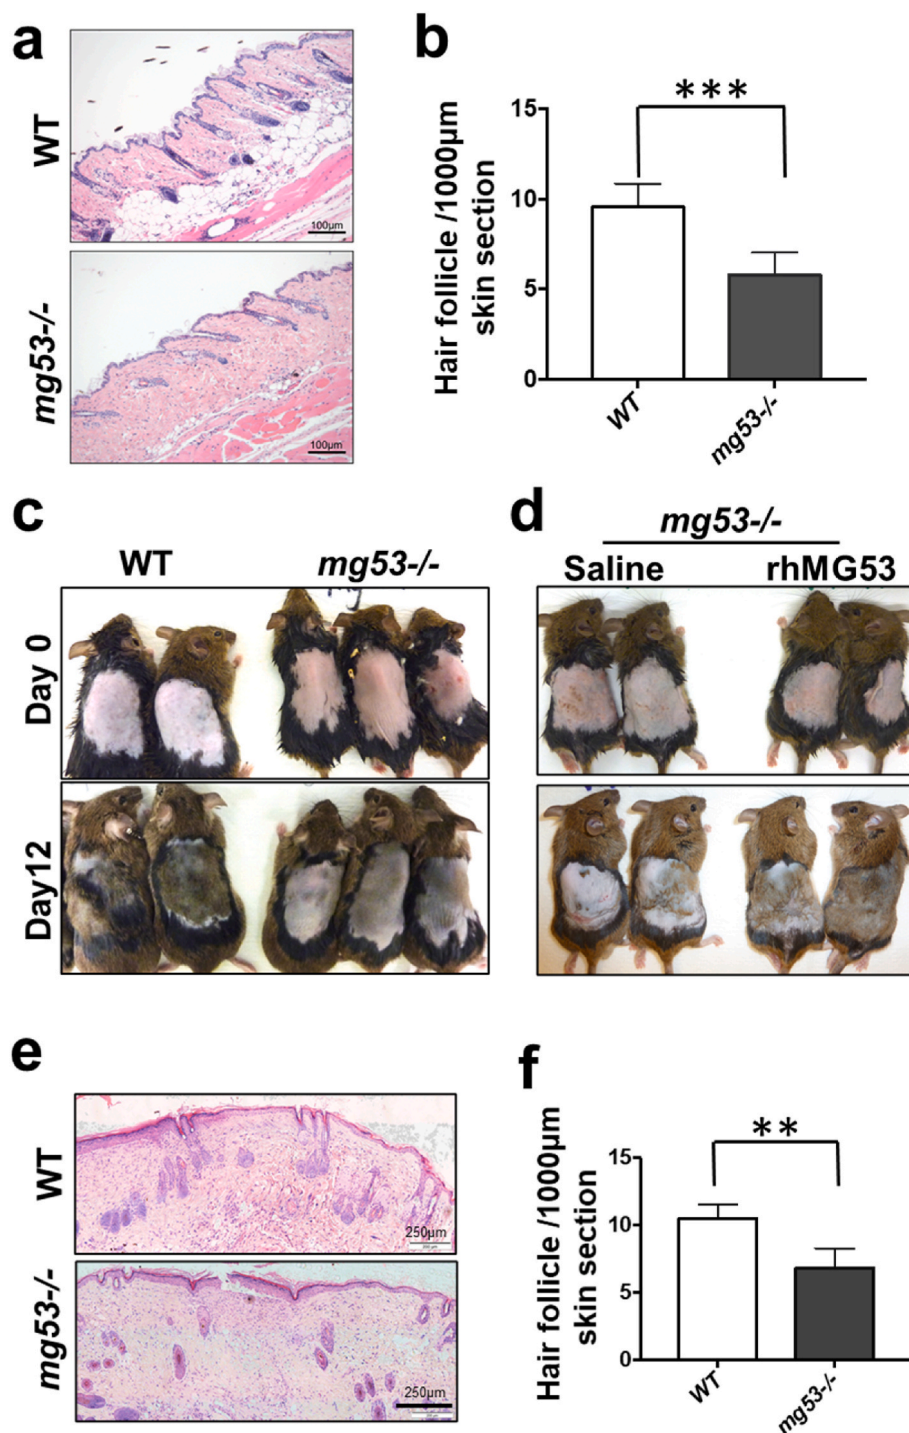 a
WT
100µm
mg53-/-
100µm
b
Hair follicle /1000µm
skin section
15
10
5
0
***
WT
mg53-/-
c
WT
mg53-/-
Day 0
Day12
d
mg53-/-
Saline
rhMG53
e
WT
250µm
mg53-/-
250µm
f
Hair follicle /1000µm
skin section
15
10
5
0
**
WT
mg53-/-